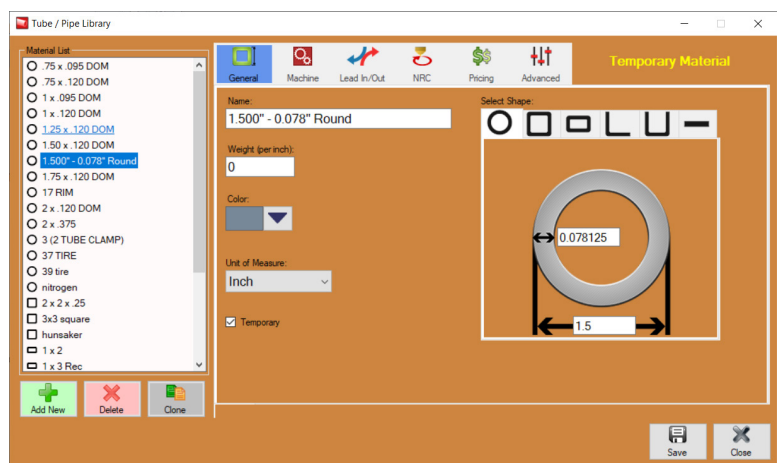 Tube / Pipe Library
Material List
.75 x .095 DOM
.75 x .120 DOM
1 x .095 DOM
1 x .120 DOM
1.25 x .120 DOM
1.50 x .120 DOM
1.500" - 0.078" Round
1.75 x .120 DOM
17 RIM
2 x .120 DOM
2 x .375
3 (2 TUBE CLAMP)
37 TIRE
39 tire
nitrogen
2 x 2 x .25
3x3 square
hunsaker
1 x 2
1 x 3 Rec
Add New
Delete
Clone
General
Machine
Lead In/Out
NRC
Pricing
Advanced
Temporary Material
Name:
1.500" - 0.078" Round
Weight (per inch):
0
Color:
Unit of Measure:
Inch
Temporary
Select Shape:
0.078125
1.5
Save
Close